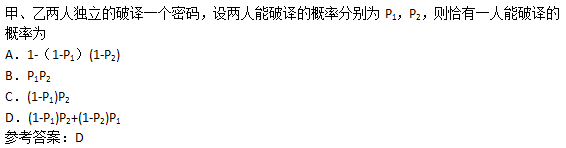 甲、乙两人独立的破译一个密码，设两人能破译的概率分别为 P₁，P₂，则恰有一人能破译的
概率为
A．1-（1-P₁）(1-P₂)
B．P₁P₂
C．(1-P₁)P₂
D．(1-P₁)P₂+(1-P₂)P₁
参考答案：D